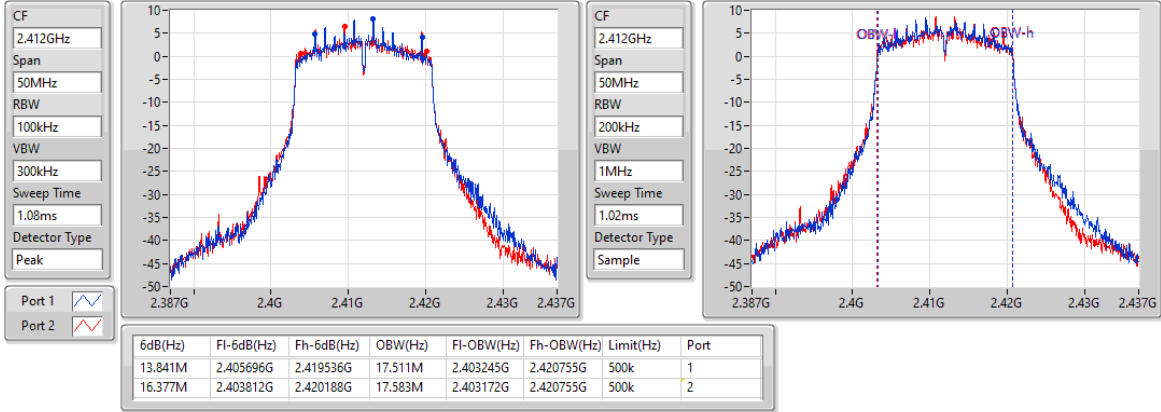 CF
2.412GHz
Span
50MHz
RBW
100kHz
VBW
300kHz
Sweep Time
1.08ms
Detector Type
Peak
Port 1
Port 2
10
5
0
-5
-10
-15
-20
-25
-30
-35
-40
-45
-50
2.387G 2.4G 2.41G 2.42G 2.43G 2.437G
CF
2.412GHz
Span
50MHz
RBW
200kHz
VBW
1MHz
Sweep Time
1.02ms
Detector Type
Sample
10
5
0
-5
-10
-15
-20
-25
-30
-35
-40
-45
-50
OBW-l OBW-h
2.387G 2.4G 2.41G 2.42G 2.43G 2.437G
6dB(Hz) Fl-6dB(Hz) Fh-6dB(Hz) OBW(Hz) Fl-OBW(Hz) Fh-OBW(Hz) Limit(Hz) Port
13.841M 2.405696G 2.419536G 17.511M 2.403245G 2.420755G 500k 1
16.377M 2.403812G 2.420188G 17.583M 2.403172G 2.420755G 500k 2